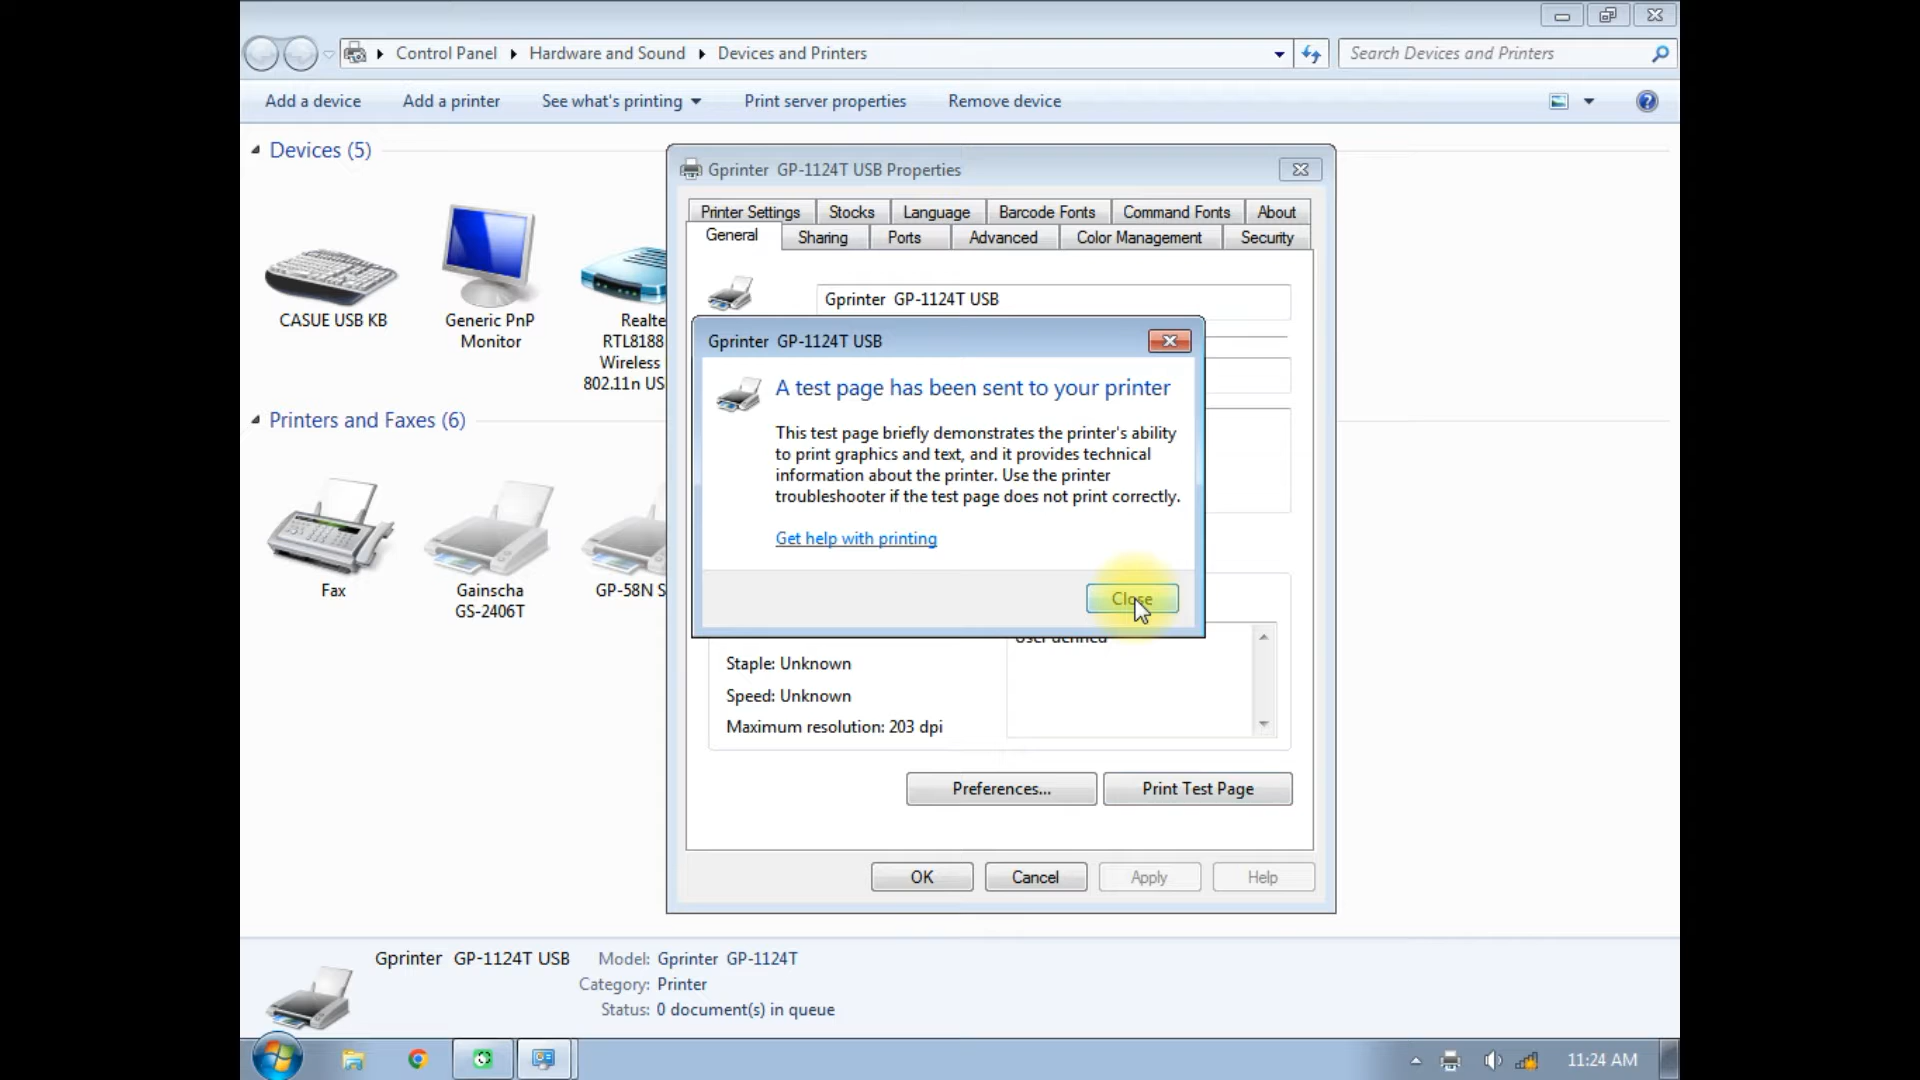 Control Panel Hardware and Sound Devices and Printers
Search Devices and Printers
Add a device Add a printer See what's printing Print server properties Remove device
Devices (5)
CASUE USB KB
Generic PnP
Monitor
Realte
RTL8188
Wireless
802.11n US
Printers and Faxes (6)
Fax
Gainscha
GS-2406T
GP-58N S
Gprinter GP-1124T USB Properties
Printer Settings Stocks Language Barcode Fonts Command Fonts About
General Sharing Ports Advanced Color Management Security
Gprinter GP-1124T USB
Gprinter GP-1124T USB
A test page has been sent to your printer
This test page briefly demonstrates the printer's ability
to print graphics and text, and it provides technical
information about the printer. Use the printer
troubleshooter if the test page does not print correctly.
Get help with printing
Close
User defined
Staple: Unknown
Speed: Unknown
Maximum resolution: 203 dpi
Preferences... Print Test Page
OK Cancel Apply Help
Gprinter GP-1124T USB Model: Gprinter GP-1124T
Category: Printer
Status: 0 document(s) in queue
11:24 AM